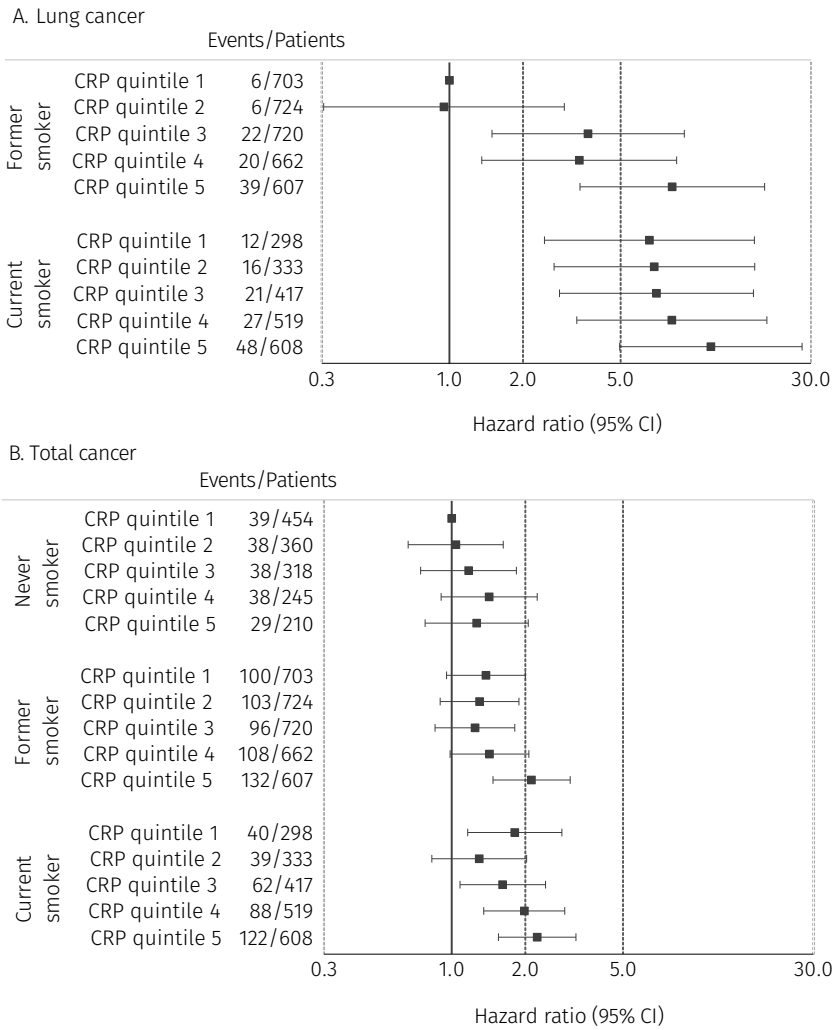 A. Lung cancer
Events/Patients
Former smoker
CRP quintile 1 6/703
CRP quintile 2 6/724
CRP quintile 3 22/720
CRP quintile 4 20/662
CRP quintile 5 39/607
Current smoker
CRP quintile 1 12/298
CRP quintile 2 16/333
CRP quintile 3 21/417
CRP quintile 4 27/519
CRP quintile 5 48/608
0.3 1.0 2.0 5.0 30.0
Hazard ratio (95% CI)
B. Total cancer
Events/Patients
Never smoker
CRP quintile 1 39/454
CRP quintile 2 38/360
CRP quintile 3 38/318
CRP quintile 4 38/245
CRP quintile 5 29/210
Former smoker
CRP quintile 1 100/703
CRP quintile 2 103/724
CRP quintile 3 96/720
CRP quintile 4 108/662
CRP quintile 5 132/607
Current smoker
CRP quintile 1 40/298
CRP quintile 2 39/333
CRP quintile 3 62/417
CRP quintile 4 88/519
CRP quintile 5 122/608
0.3 1.0 2.0 5.0 30.0
Hazard ratio (95% CI)